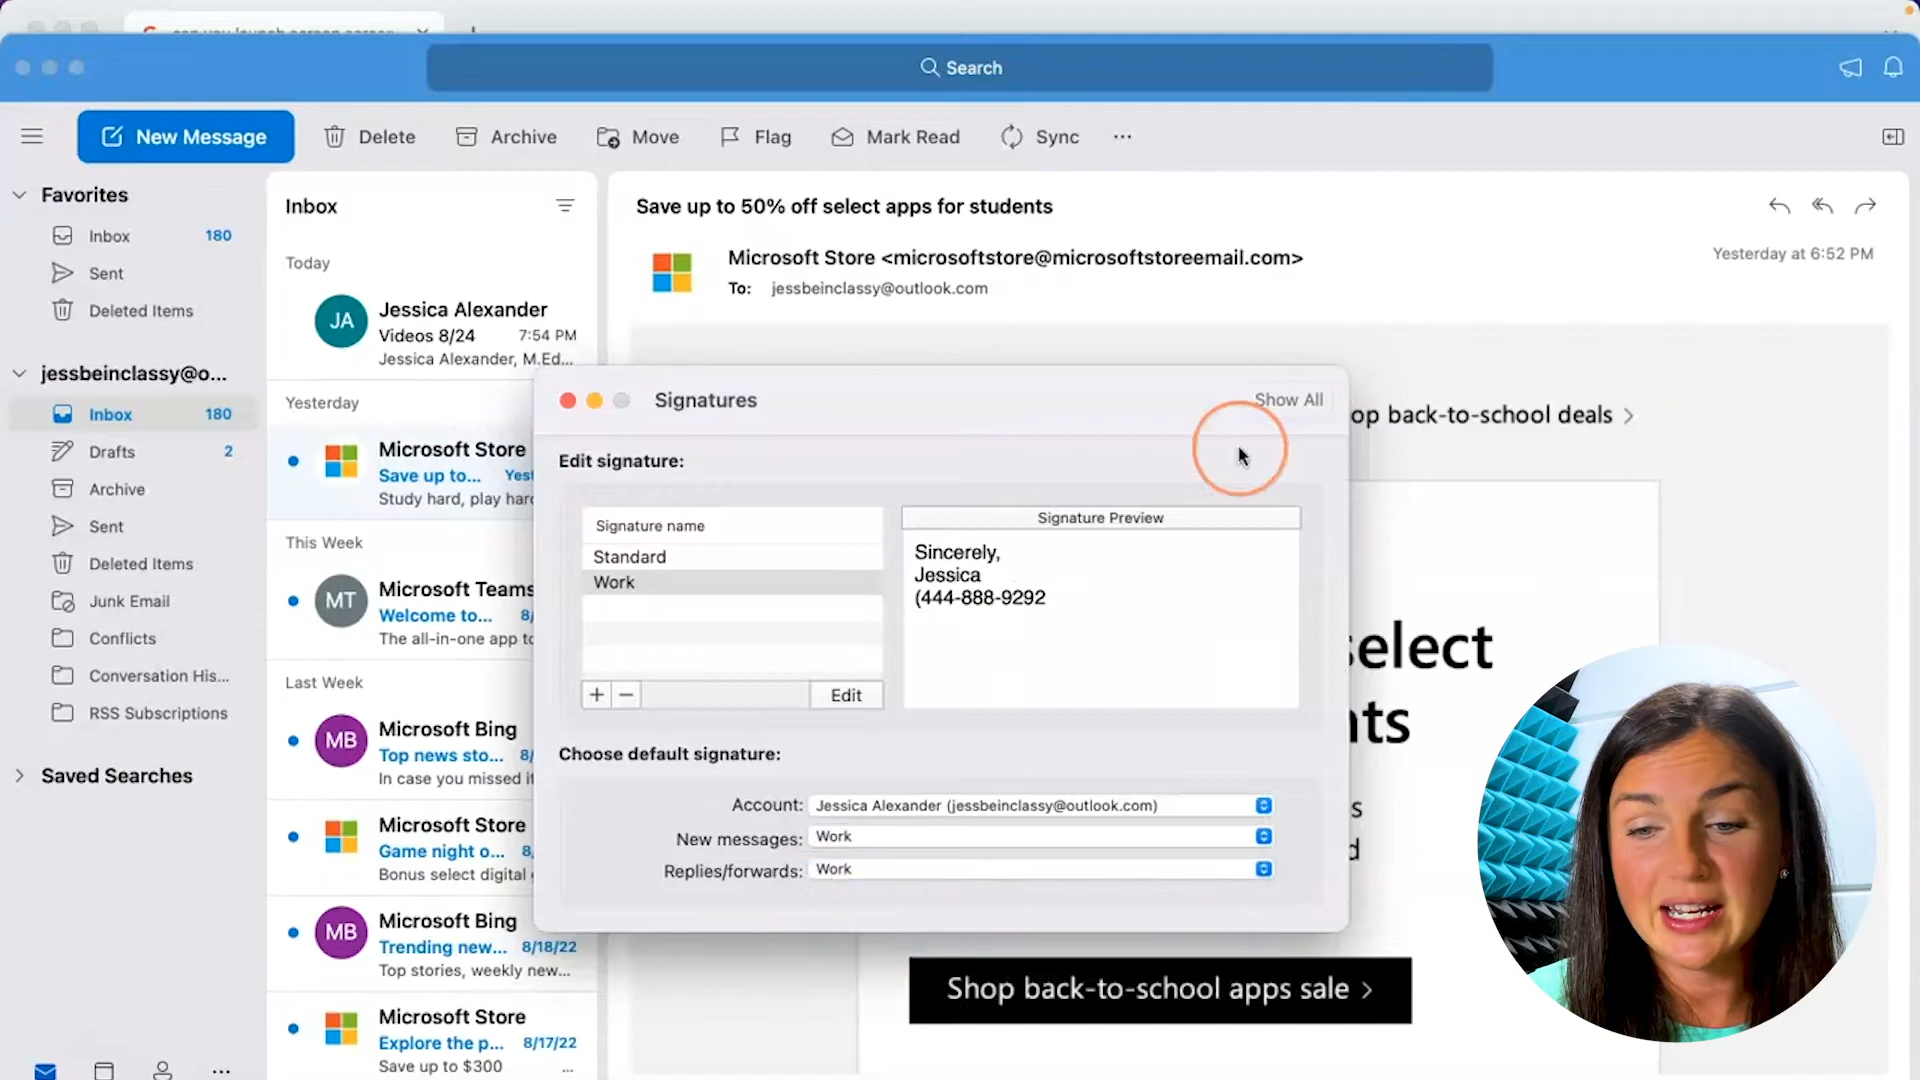 Search
New Message
Delete
Archive
Move
Flag
Mark Read
Sync
Favorites
Inbox 180
Sent
Deleted Items
jessbeinclassy@o...
Inbox 180
Drafts 2
Archive
Sent
Deleted Items
Junk Email
Conflicts
Conversation His...
RSS Subscriptions
Saved Searches
Inbox
Today
JA
Jessica Alexander
Videos 8/24 7:54 PM
Jessica Alexander, M.Ed...
Yesterday
Microsoft Store
Save up to... Yest
Study hard, play hard
This Week
MT
Microsoft Teams
Welcome to... 8/
The all-in-one app to
Last Week
MB
Microsoft Bing
Top news sto... 8/
In case you missed it
Microsoft Store
Game night o... 8
Bonus select digital
MB
Microsoft Bing
Trending new... 8/18/22
Top stories, weekly new...
Microsoft Store
Explore the p... 8/17/22
Save up to $300 ...
Save up to 50% off select apps for students
Microsoft Store <microsoftstore@microsoftstoreemail.com>
To: jessbeinclassy@outlook.com
Yesterday at 6:52 PM
op back-to-school deals >
select
nts
s
d
Shop back-to-school apps sale >
Signatures
Show All
Edit signature:
Signature name
Standard
Work
+ −
Edit
Signature Preview
Sincerely,
Jessica
(444-888-9292
Choose default signature:
Account: Jessica Alexander (jessbeinclassy@outlook.com)
New messages: Work
Replies/forwards: Work